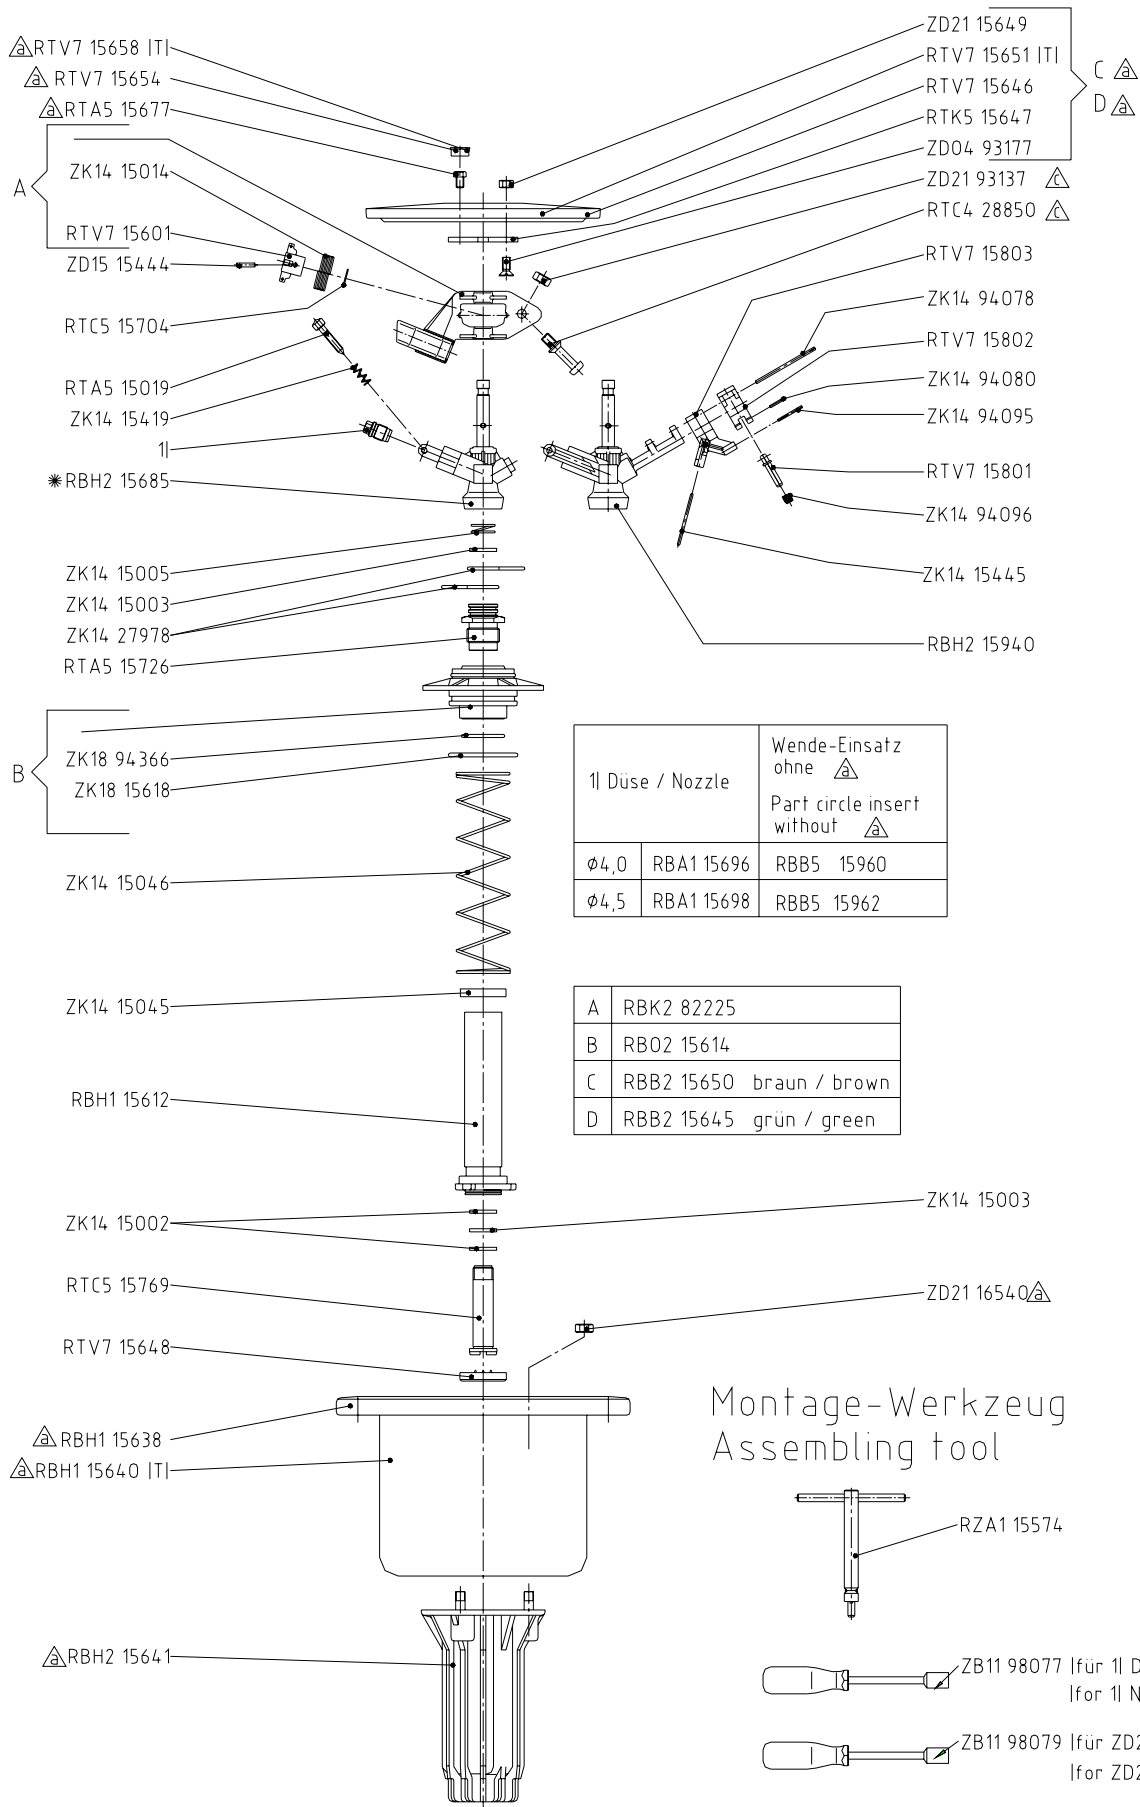 a RTV7 15658 |T|
a RTV7 15654
a RTA5 15677
A
ZK14 15014
RTV7 15601
ZD15 15444
RTC5 15704
RTA5 15019
ZK14 15419
1|
✳RBH2 15685
ZK14 15005
ZK14 15003
ZK14 27978
RTA5 15726
B
ZK18 94366
ZK18 15618
ZK14 15046
ZK14 15045
RBH1 15612
ZK14 15002
RTC5 15769
RTV7 15648
a RBH1 15638
a RBH1 15640 |T|
a RBH2 15641
ZD21 15649
RTV7 15651 |T|
RTV7 15646
RTK5 15647
ZD04 93177
C a
D a
ZD21 93137 c
RTC4 28850 c
RTV7 15803
ZK14 94078
RTV7 15802
ZK14 94080
ZK14 94095
RTV7 15801
ZK14 94096
ZK14 15445
RBH2 15940
1| Düse / Nozzle
Wende-Einsatz
ohne a
Part circle insert
without a
ϕ4,0 RBA1 15696 RBB5 15960
ϕ4,5 RBA1 15698 RBB5 15962
A RBK2 82225
B RBO2 15614
C RBB2 15650 braun / brown
D RBB2 15645 grün / green
ZK14 15003
ZD21 16540 a
Montage-Werkzeug
Assembling tool
RZA1 15574
ZB11 98077 |für 1| D
|for 1| N
ZB11 98079 |für ZD2
|for ZD2